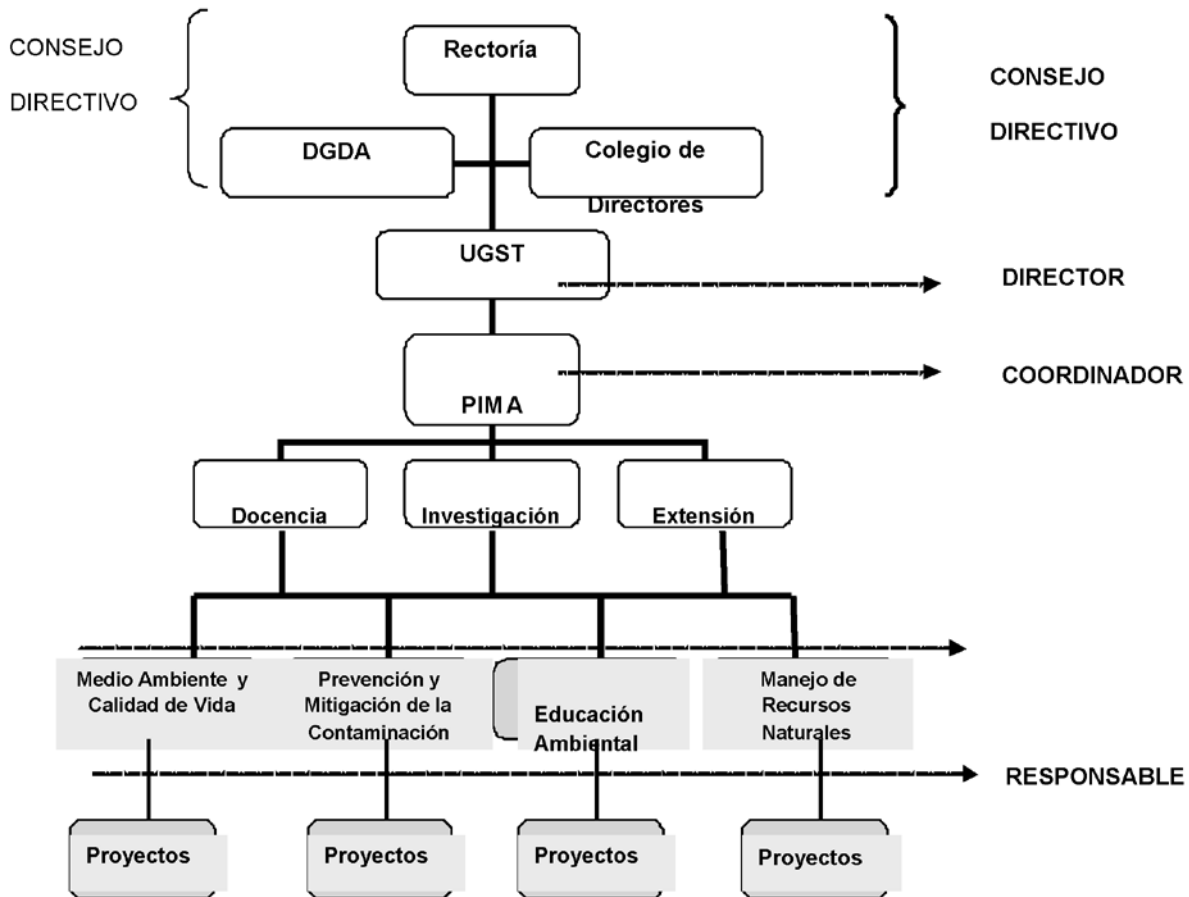 CONSEJO
DIRECTIVO
Rectoría
CONSEJO
DIRECTIVO
DGDA
Colegio de
Directores
UGST
DIRECTOR
PIMA
COORDINADOR
Docencia
Investigación
Extensión
Medio Ambiente y
Calidad de Vida
Prevención y
Mitigación de la
Contaminación
Educación
Ambiental
Manejo de
Recursos
Naturales
RESPONSABLE
Proyectos
Proyectos
Proyectos
Proyectos